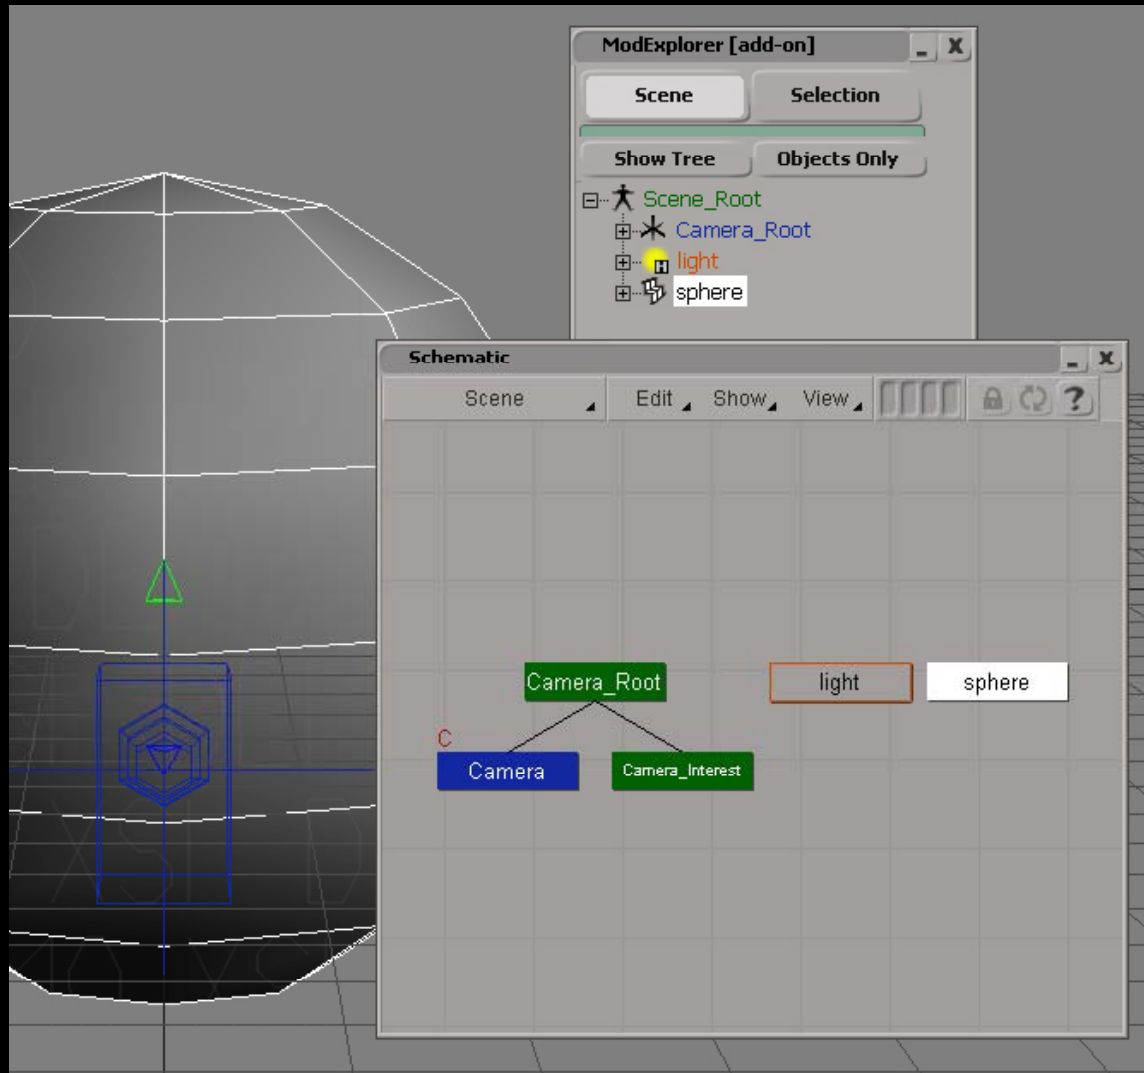 ModExplorer [add-on]
Scene Selection
Show Tree Objects Only
Scene_Root
Camera_Root
H light
sphere
Schematic
Scene Edit Show View ?
Camera_Root light sphere
C
Camera Camera_Interest
XSI